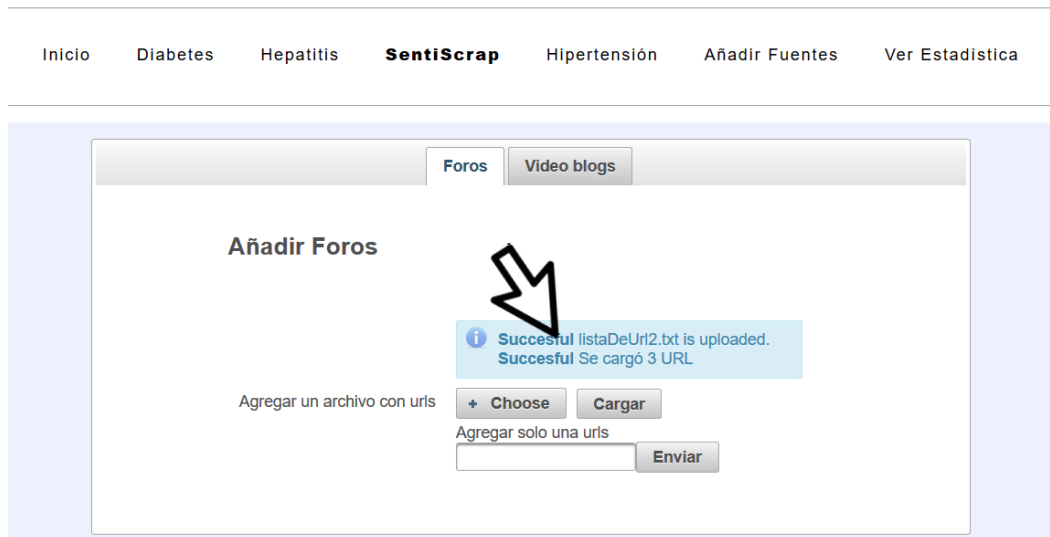 Inicio Diabetes Hepatitis SentiScrap Hipertensión Añadir Fuentes Ver Estadistica
Foros Video blogs
Añadir Foros
Succesful listaDeUrl2.txt is uploaded.
Succesful Se cargó 3 URL
Agregar un archivo con urls + Choose Cargar
Agregar solo una urls
Enviar